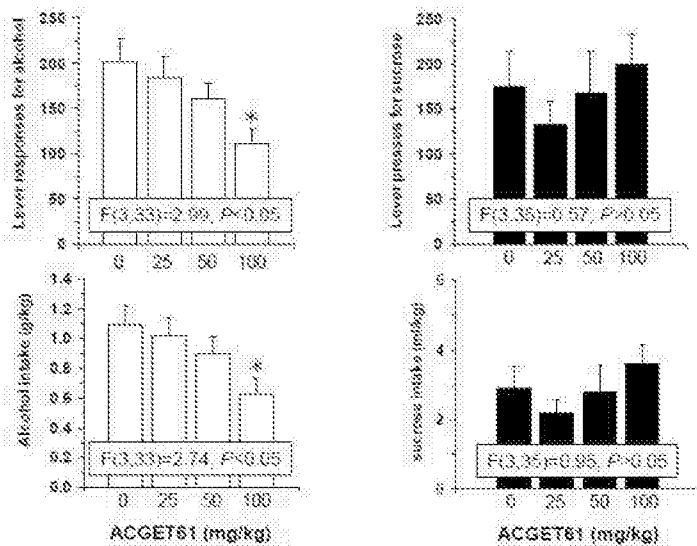 Lever responses for alcohol
250
200
150
100
50
0
*
F(3,33)=2.99, P<0.05
0 25 50 100
Lever presses for sucrose
250
200
150
100
50
0
F(3,35)=0.57, P>0.05
0 25 50 100
Alcohol intake (g/kg)
1.4
1.2
1.0
0.8
0.6
0.4
0.2
0.0
*
F(3,33)=2.74, P<0.05
0 25 50 100
ACGET61 (mg/kg)
sucrose intake (ml/kg)
6
4
2
0
F(3,35)=0.95, P>0.05
0 25 50 100
ACGET61 (mg/kg)